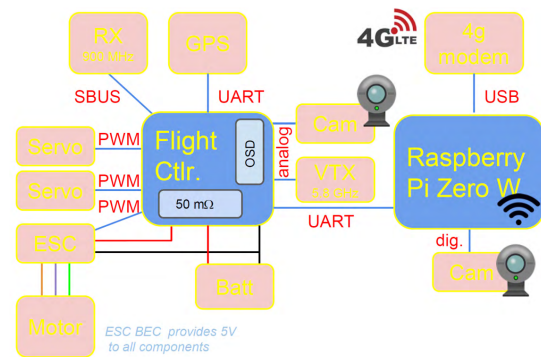 RX
900 MHz
GPS
4G LTE
4g
modem
SBUS
UART
USB
Cam
analog
Servo
PWM
Flight
Ctlr.
OSD
VTX
5.8 GHz
Raspberry
Pi Zero W
Servo
PWM
PWM
50 mΩ
UART
dig.
ESC
Batt
Cam
Motor
ESC BEC provides 5V
to all components